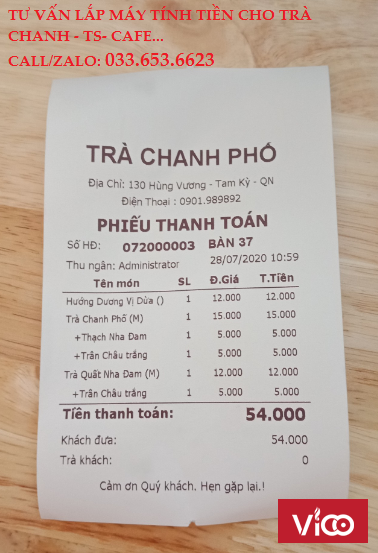 TƯ VẤN LẮP MÁY TÍNH TIỀN CHO TRÀ
CHANH - TS- CAFE...
CALL/ZALO: 033.653.6623
TRÀ CHANH PHỐ
Địa Chỉ: 130 Hùng Vương - Tam Kỳ - QN
Điện Thoại : 0901.989892
PHIẾU THANH TOÁN
Số HĐ: 072000003 BÀN 37
Thu ngân: Administrator 28/07/2020 10:59
Tên món SL Đ.Giá T.Tiền
Hướng Dương Vị Dừa () 1 12.000 12.000
Trà Chanh Phố (M) 1 15.000 15.000
+Thạch Nha Đam 1 5.000 5.000
+Trân Châu trắng 1 5.000 5.000
Trà Quất Nha Đam (M) 1 12.000 12.000
+Trân Châu trắng 1 5.000 5.000
Tiền thanh toán: 54.000
Khách đưa: 54.000
Trả khách: 0
Cảm ơn Quý khách. Hẹn gặp lại.!
Vi00